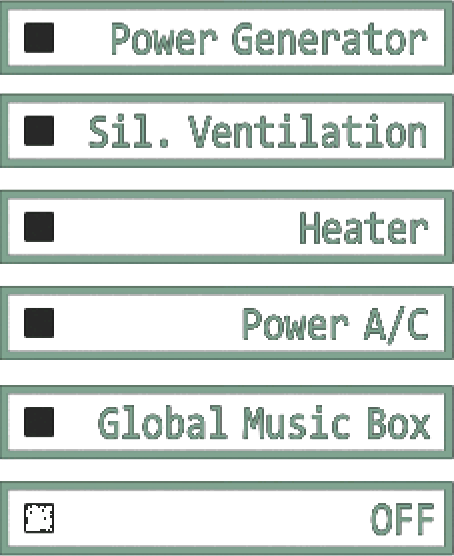 Power Generator
Sil. Ventilation
Heater
Power A/C
Global Music Box
OFF